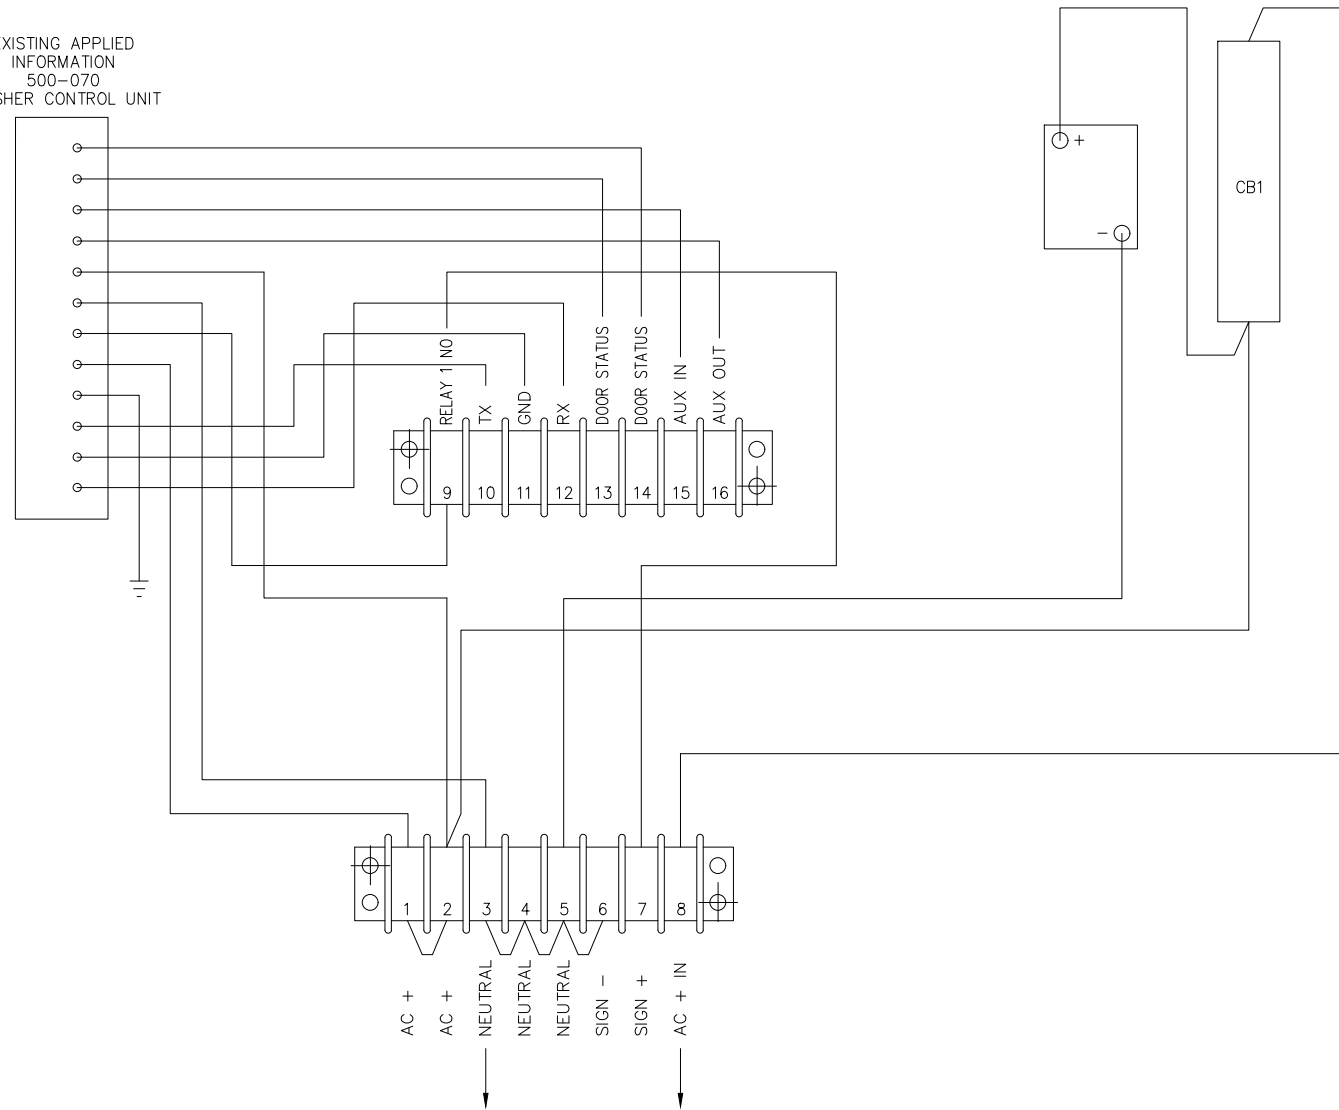 EXISTING APPLIED
INFORMATION
500-070
SHER CONTROL UNIT
+
-
CB1
RELAY 1 NO
TX
GND
RX
DOOR STATUS
DOOR STATUS
AUX IN
AUX OUT
9 10 11 12 13 14 15 16
1 2 3 4 5 6 7 8
AC +
AC +
NEUTRAL
NEUTRAL
NEUTRAL
SIGN -
SIGN +
AC + IN